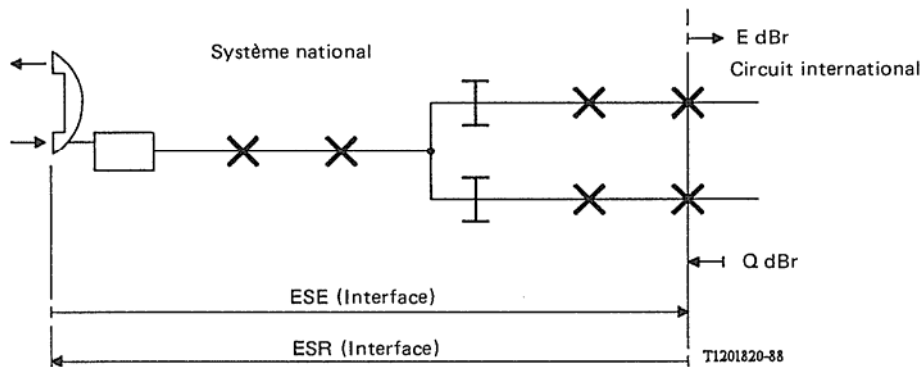 E dBr
Système national
Circuit international
Q dBr
ESE (Interface)
ESR (Interface)
T1201820-88